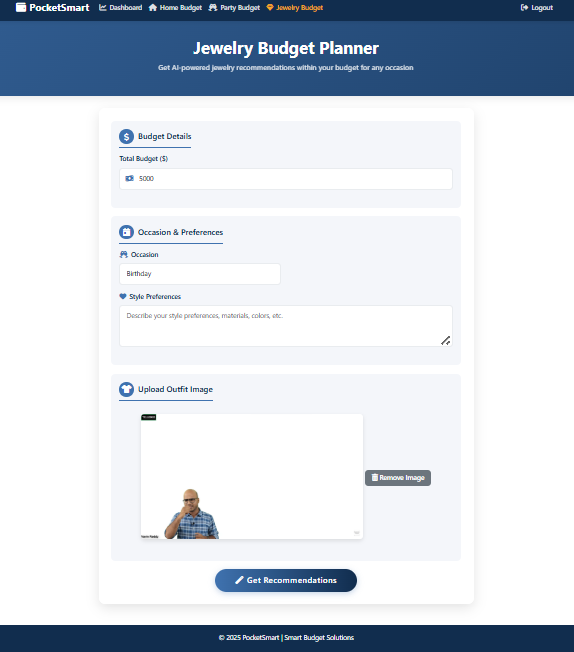 PocketSmart Dashboard Home Budget Party Budget Jewelry Budget Logout
Jewelry Budget Planner
Get AI-powered jewelry recommendations within your budget for any occasion
Budget Details
Total Budget ($)
5000
Occasion & Preferences
Occasion
Birthday
Style Preferences
Describe your style preferences, materials, colors, etc.
Upload Outfit Image
Remove Image
Get Recommendations
© 2025 PocketSmart | Smart Budget Solutions